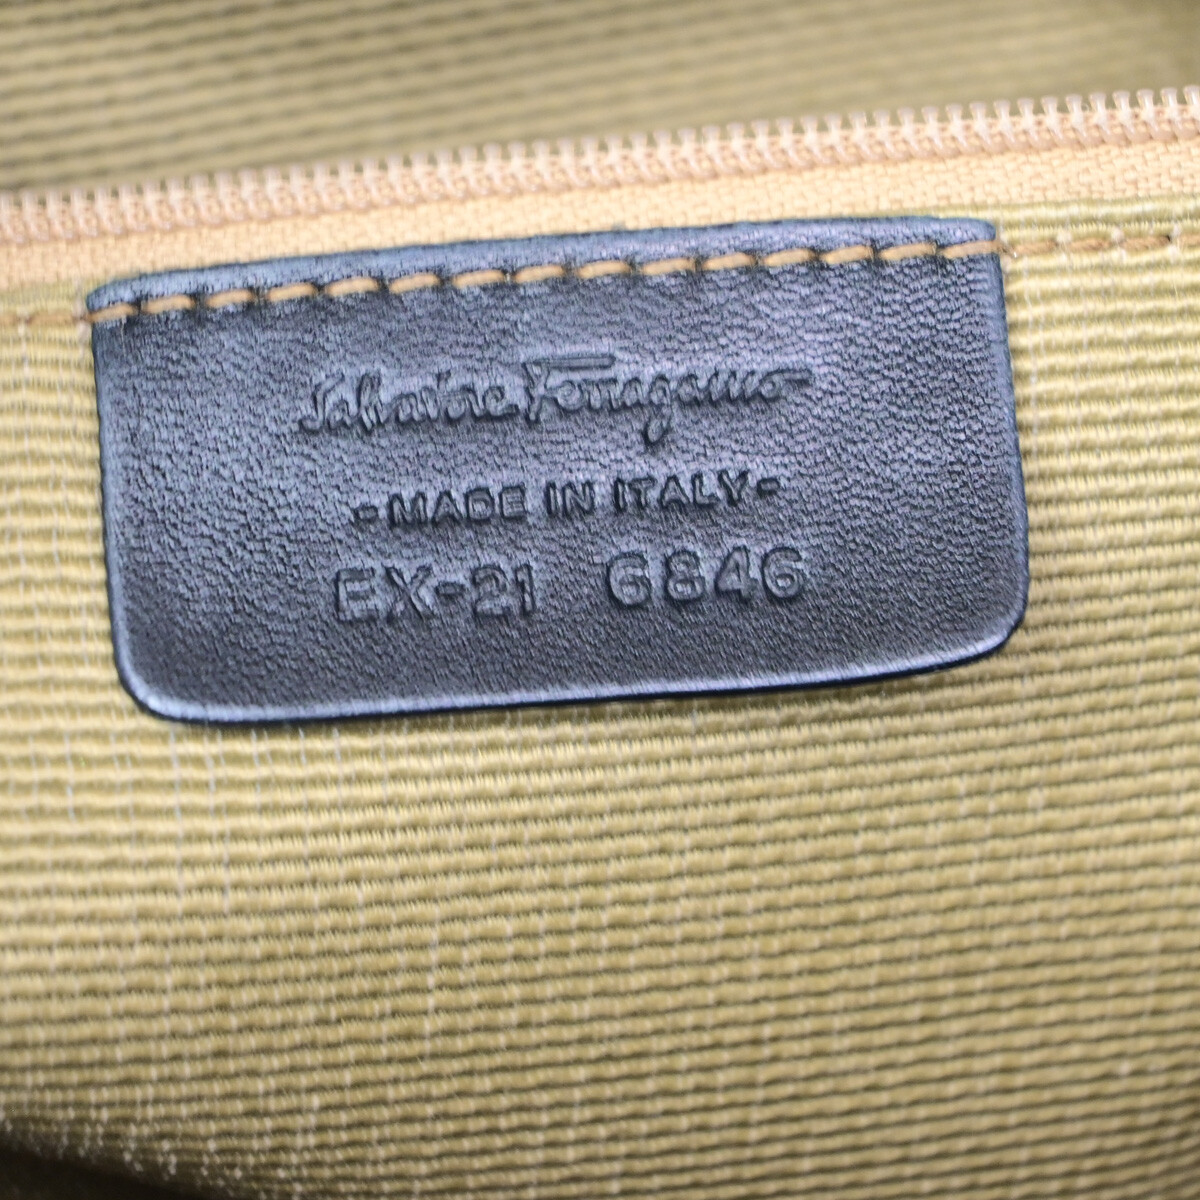 Salvatore Ferragamo
-MADE IN ITALY-
EX-21 6846